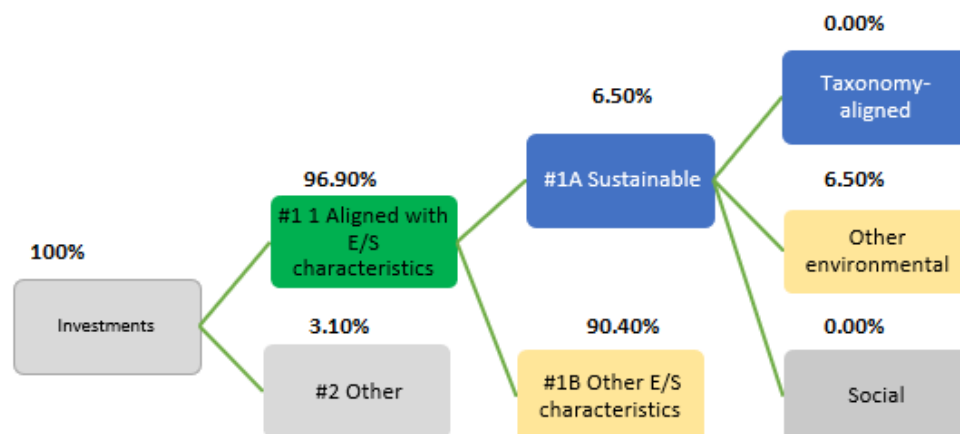 0.00%
Taxonomy-
aligned
6.50%
#1A Sustainable
96.90%
#1 1 Aligned with
E/S
characteristics
6.50%
Other
environmental
100%
Investments
3.10%
#2 Other
90.40%
#1B Other E/S
characteristics
0.00%
Social